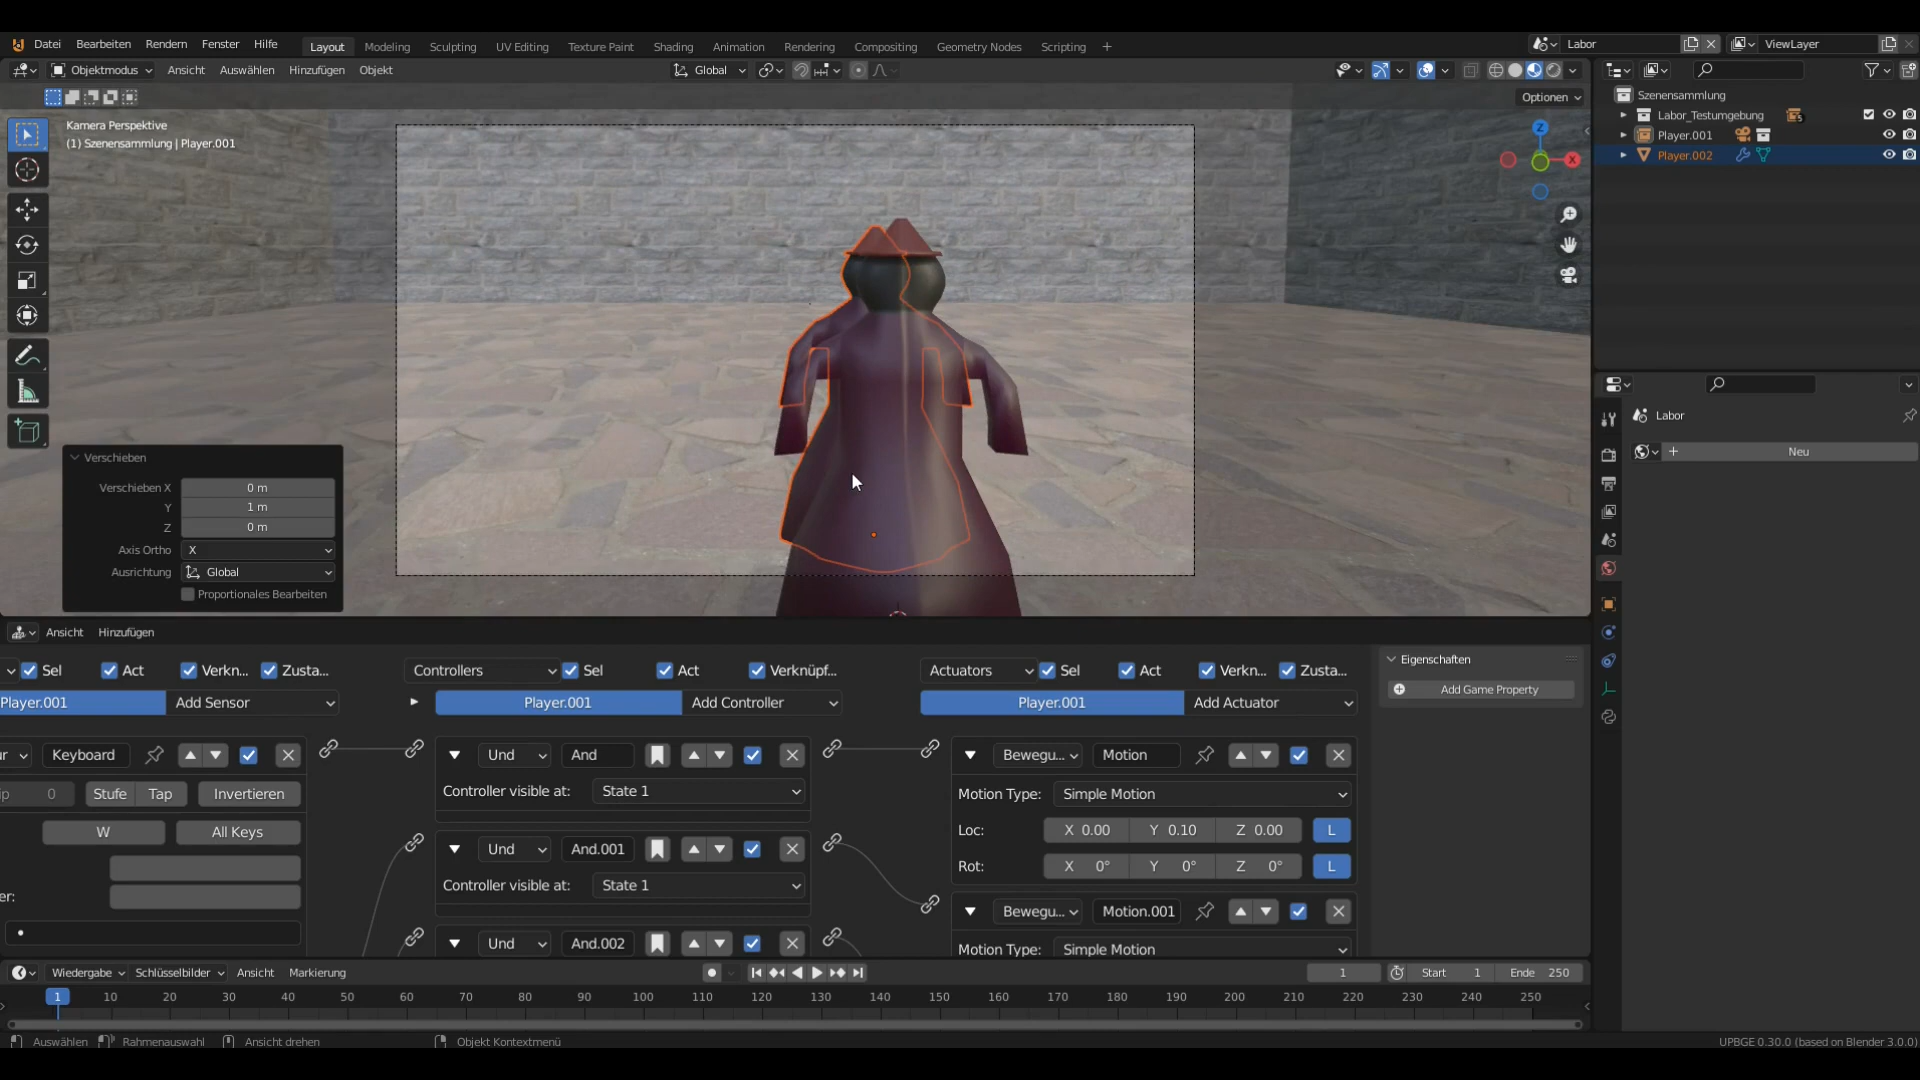 Datei Bearbeiten Rendern Fenster Hilfe Layout Modeling Sculpting UV Editing Texture Paint Shading Animation Rendering Compositing Geometry Nodes Scripting + Labor ViewLayer
Objektmodus Ansicht Auswählen Hinzufügen Objekt Global
Optionen
Kamera Perspektive
(1) Szenensammlung | Player.001
Z
X
Szenensammlung
Labor_Testumgebung
Player.001
Player.002
Labor
Neu
Verschieben
Verschieben X 0 m
Y 1 m
Z 0 m
Axis Ortho X
Ausrichtung Global
Proportionales Bearbeiten
Ansicht Hinzufügen
Sel Act Verkn... Zusta... Controllers Sel Act Verknüpf... Actuators Sel Act Verkn... Zusta...
Player.001 Add Sensor Player.001 Add Controller Player.001 Add Actuator
Eigenschaften
Add Game Property
ur Keyboard Und And Bewegu... Motion
ip 0 Stufe Tap Invertieren Controller visible at: State 1 Motion Type: Simple Motion
W All Keys Loc: X 0.00 Y 0.10 Z 0.00 L
Und And.001 Rot: X 0° Y 0° Z 0° L
er: Controller visible at: State 1 Bewegu... Motion.001
• Und And.002 Motion Type: Simple Motion
Wiedergabe Schlüsselbilder Ansicht Markierung 1 Start 1 Ende 250
1 10 20 30 40 50 60 70 80 90 100 110 120 130 140 150 160 170 180 190 200 210 220 230 240 250
Auswählen Rahmenauswahl Ansicht drehen Objekt Kontextmenü UPBGE 0.30.0 (based on Blender 3.0.0)